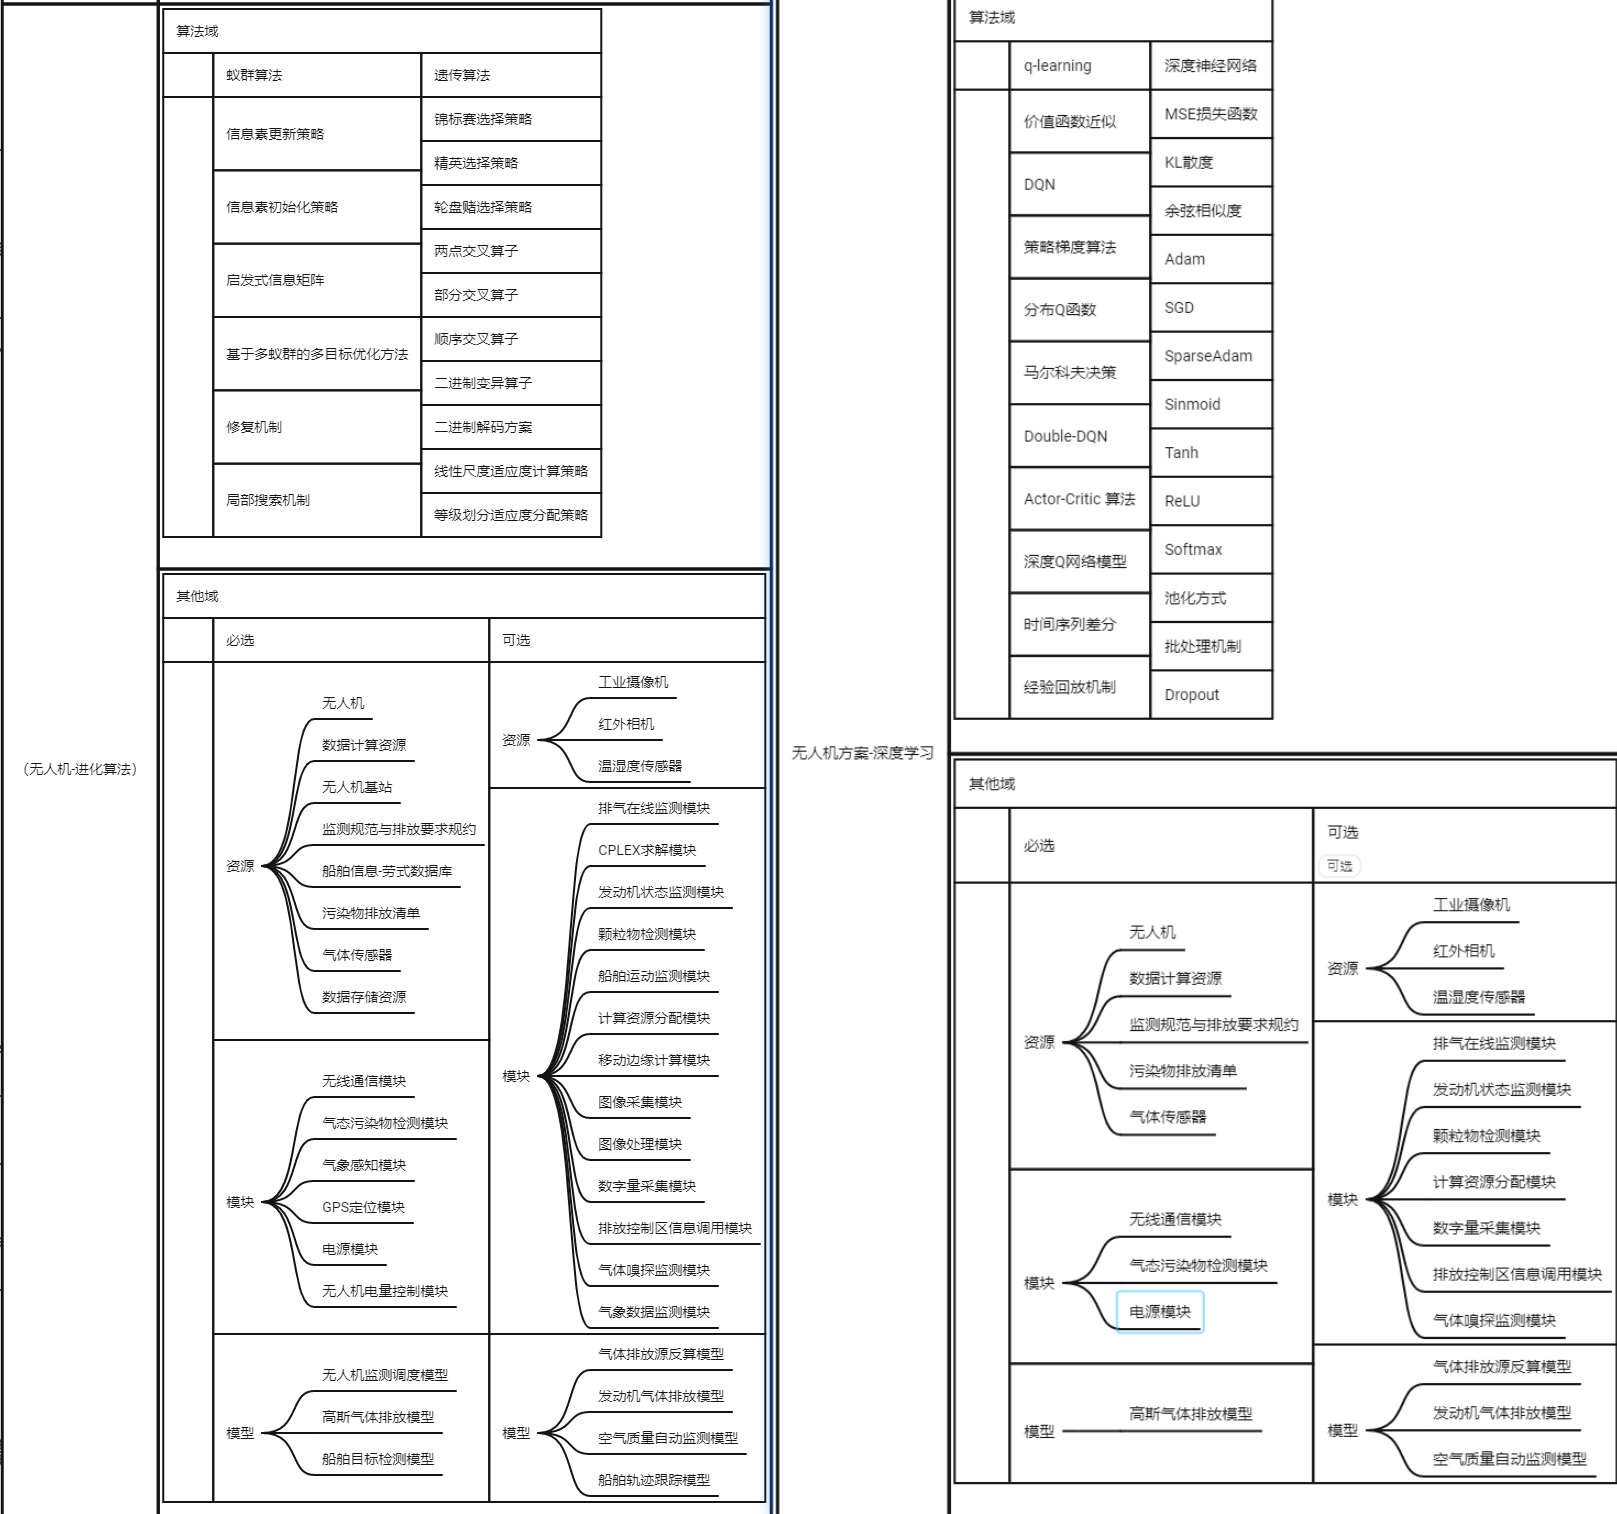 (无人机-进化算法)
算法域
蚁群算法
遗传算法
信息素更新策略
信息素初始化策略
启发式信息矩阵
基于多蚁群的多目标优化方法
修复机制
局部搜索机制
锦标赛选择策略
精英选择策略
轮盘赌选择策略
两点交叉算子
部分交叉算子
顺序交叉算子
二进制变异算子
二进制解码方案
线性尺度适应度计算策略
等级划分适应度分配策略
其他域
必选
可选
资源
无人机
数据计算资源
无人机基站
监测规范与排放要求规约
船舶信息-劳式数据库
污染物排放清单
气体传感器
数据存储资源
模块
无线通信模块
气态污染物检测模块
气象感知模块
GPS定位模块
电源模块
无人机电量控制模块
模型
无人机监测调度模型
高斯气体排放模型
船舶目标检测模型
资源
工业摄像机
红外相机
温湿度传感器
模块
排气在线监测模块
CPLEX求解模块
发动机状态监测模块
颗粒物检测模块
船舶运动监测模块
计算资源分配模块
移动边缘计算模块
图像采集模块
图像处理模块
数字量采集模块
排放控制区信息调用模块
气体嗅探监测模块
气象数据监测模块
模型
气体排放源反算模型
发动机气体排放模型
空气质量自动监测模型
船舶轨迹跟踪模型
无人机方案-深度学习
算法域
q-learning
深度神经网络
价值函数近似
DQN
策略梯度算法
分布Q函数
马尔科夫决策
Double-DQN
Actor-Critic 算法
深度Q网络模型
时间序列差分
经验回放机制
MSE损失函数
KL散度
余弦相似度
Adam
SGD
SparseAdam
Sinmoid
Tanh
ReLU
Softmax
池化方式
批处理机制
Dropout
其他域
必选
可选
可选
资源
无人机
数据计算资源
监测规范与排放要求规约
污染物排放清单
气体传感器
模块
无线通信模块
气态污染物检测模块
电源模块
模型
高斯气体排放模型
资源
工业摄像机
红外相机
温湿度传感器
模块
排气在线监测模块
发动机状态监测模块
颗粒物检测模块
计算资源分配模块
数字量采集模块
排放控制区信息调用模块
气体嗅探监测模块
模型
气体排放源反算模型
发动机气体排放模型
空气质量自动监测模型